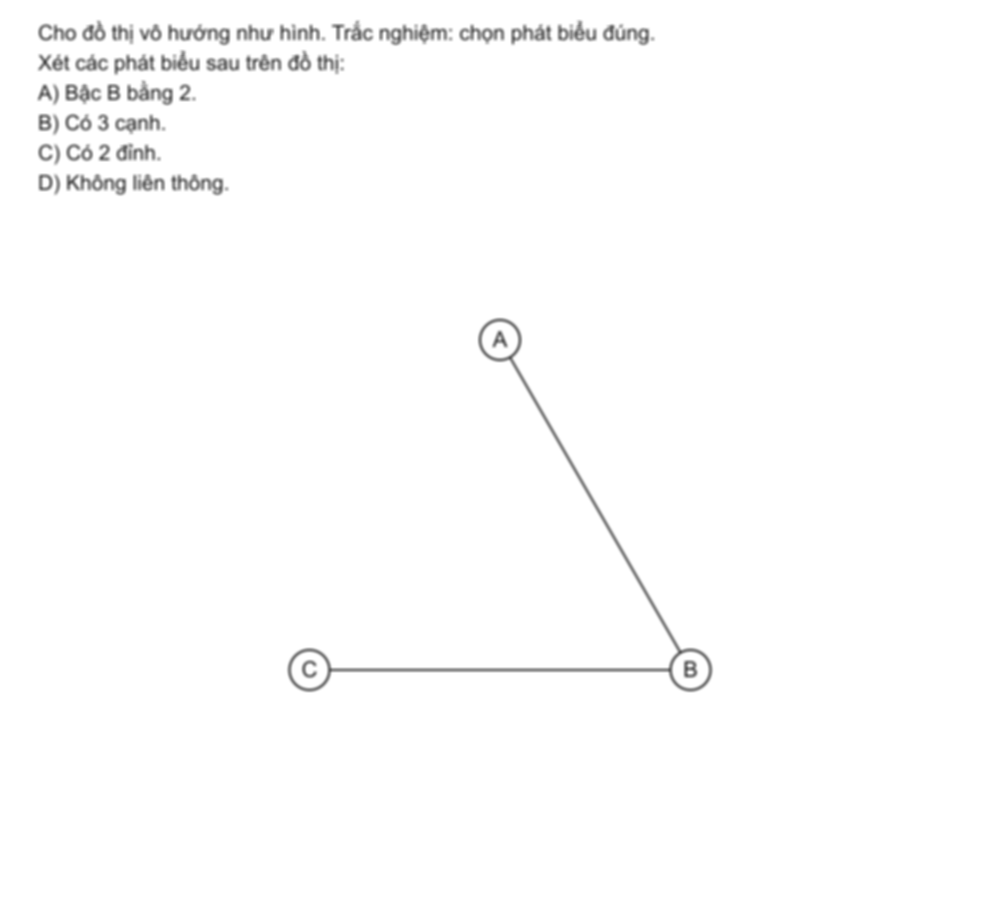 Cho đồ thị vô hướng như hình. Trắc nghiệm: chọn phát biểu đúng.
Xét các phát biểu sau trên đồ thị:
A) Bậc B bằng 2.
B) Có 3 cạnh.
C) Có 2 đỉnh.
D) Không liên thông.
A
C
B